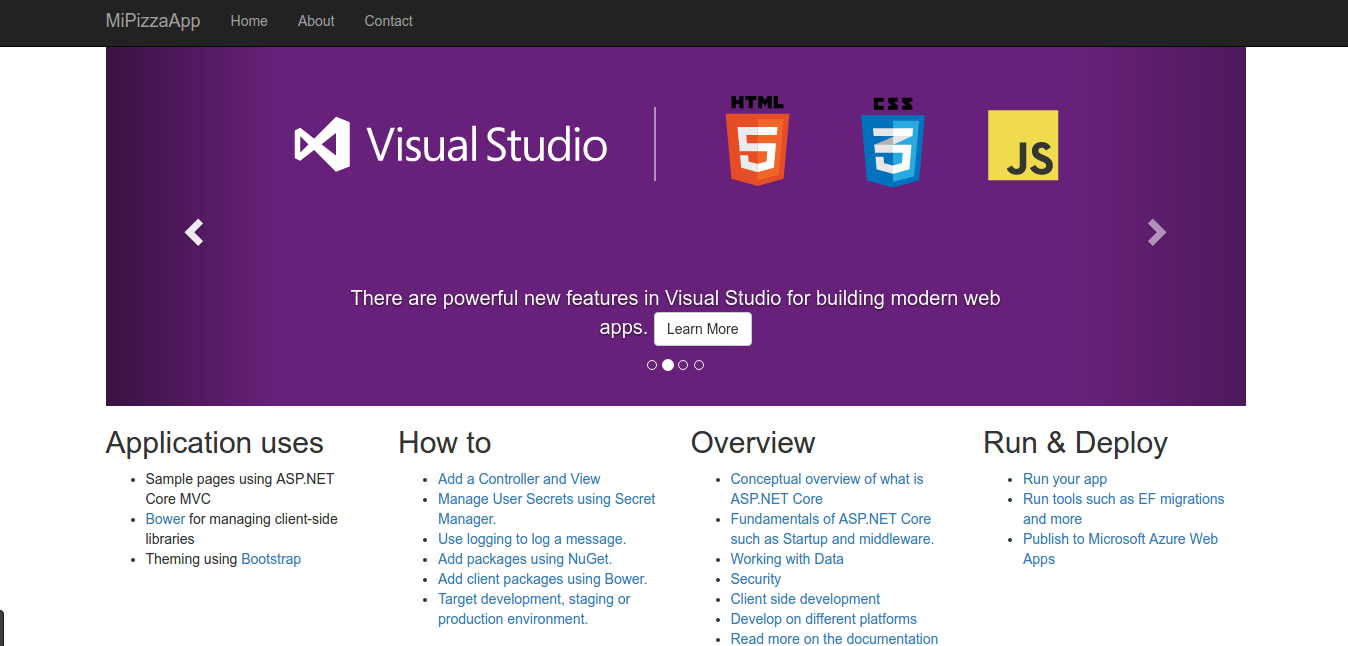 MiPizzaApp Home About Contact
Visual Studio
HTML
5
CSS
3
JS
There are powerful new features in Visual Studio for building modern web
apps. Learn More
Application uses
Sample pages using ASP.NET
Core MVC
Bower for managing client-side
libraries
Theming using Bootstrap
How to
Add a Controller and View
Manage User Secrets using Secret
Manager.
Use logging to log a message.
Add packages using NuGet.
Add client packages using Bower.
Target development, staging or
production environment.
Overview
Conceptual overview of what is
ASP.NET Core
Fundamentals of ASP.NET Core
such as Startup and middleware.
Working with Data
Security
Client side development
Develop on different platforms
Read more on the documentation
Run & Deploy
Run your app
Run tools such as EF migrations
and more
Publish to Microsoft Azure Web
Apps